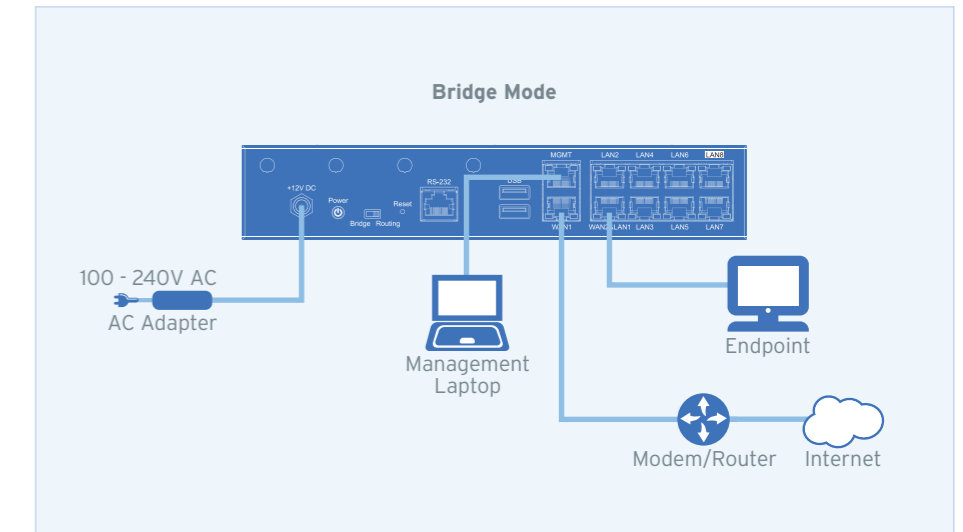 Bridge Mode
MGMT LAN2 LAN4 LAN6 LAN8
+12V DC Power Reset RS-232 USB
Bridge Routing
WAN1 WAN2&LAN1 LAN3 LAN5 LAN7
100 - 240V AC
AC Adapter
Management
Laptop
Endpoint
Modem/Router
Internet